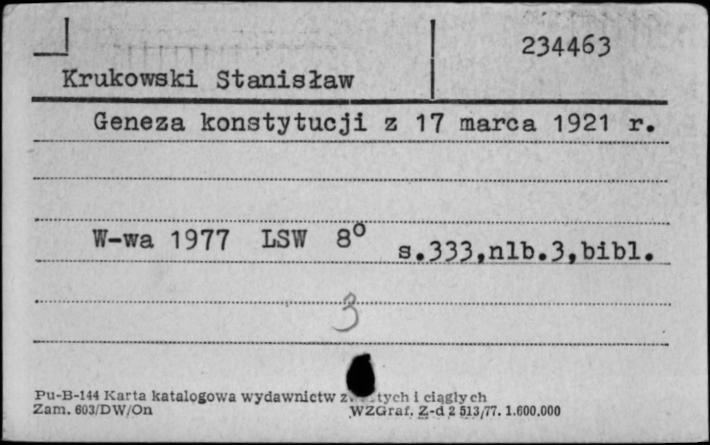 234463
Krukowski Stanisław
Geneza konstytucji z 17 marca 1921 r.
W-wa 1977 LSW 8⁰ s.333,nlb.3,bibl.
3
Pu-B-144 Karta katalogowa wydawnictw i ciągłych
Zam. 603/DW/On WZGraf. Z-d 2 513/77. 1.600.000